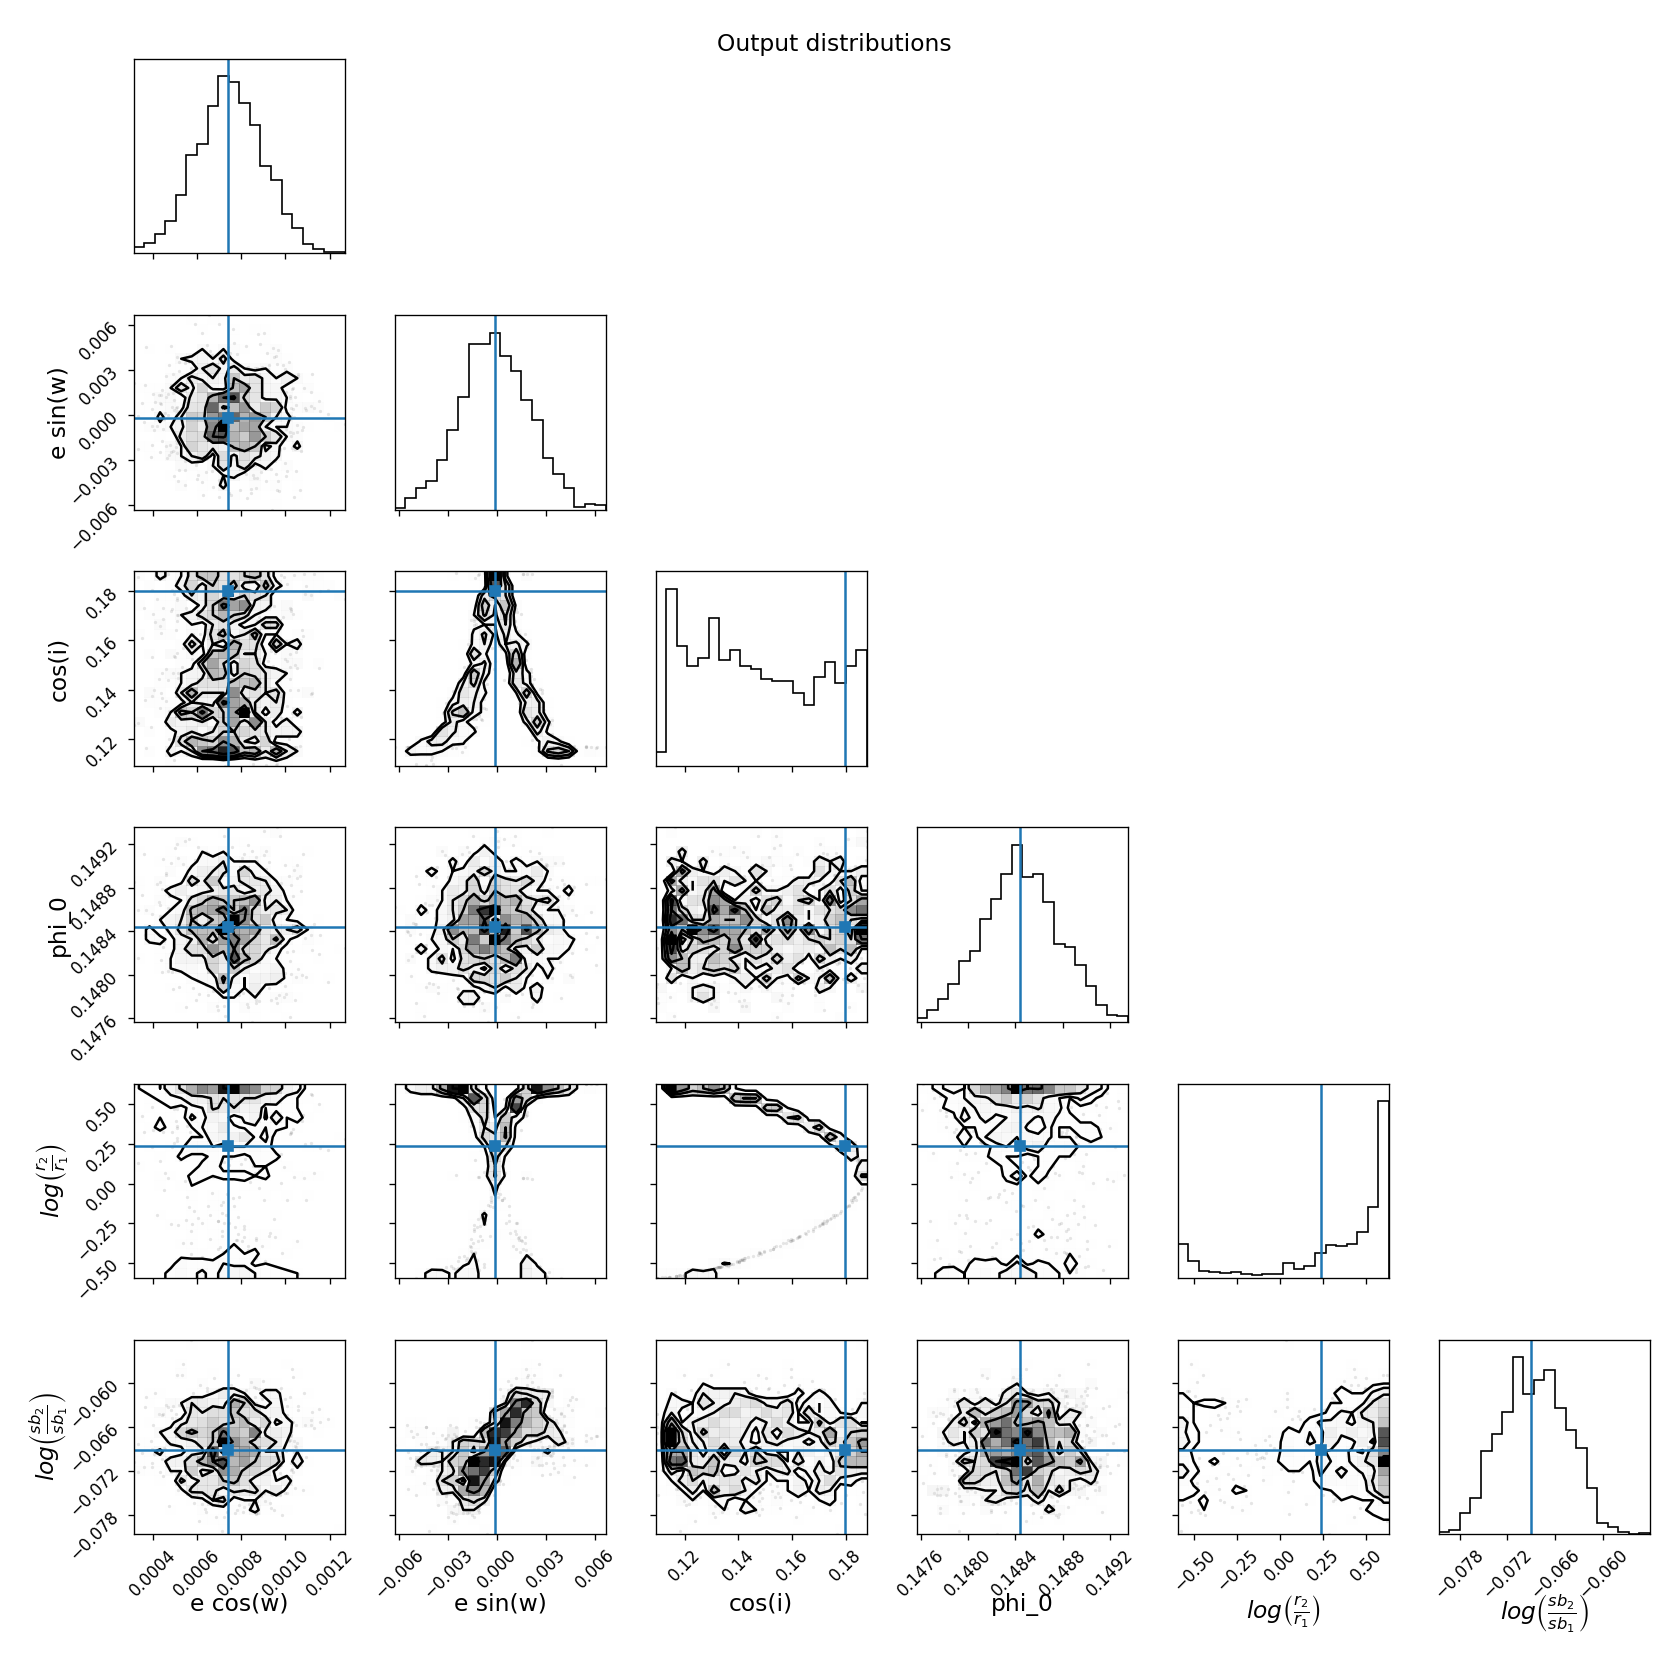 Output distributions
e sin(w)
0.006
0.003
0.000
−0.003
−0.006
cos(i)
0.18
0.16
0.14
0.12
phi_0
0.1492
0.1488
0.1484
0.1480
0.1476
log(r₂/r₁)
0.50
0.25
0.00
−0.25
−0.50
log(sb₂/sb₁)
−0.060
−0.066
−0.072
−0.078
0.0004 0.0006 0.0008 0.0010 0.0012
e cos(w)
−0.006 −0.003 0.000 0.003 0.006
e sin(w)
0.12 0.14 0.16 0.18
cos(i)
0.1476 0.1480 0.1484 0.1488 0.1492
phi_0
−0.50 −0.25 0.00 0.25 0.50
log(r₂/r₁)
−0.078 −0.072 −0.066 −0.060
log(sb₂/sb₁)